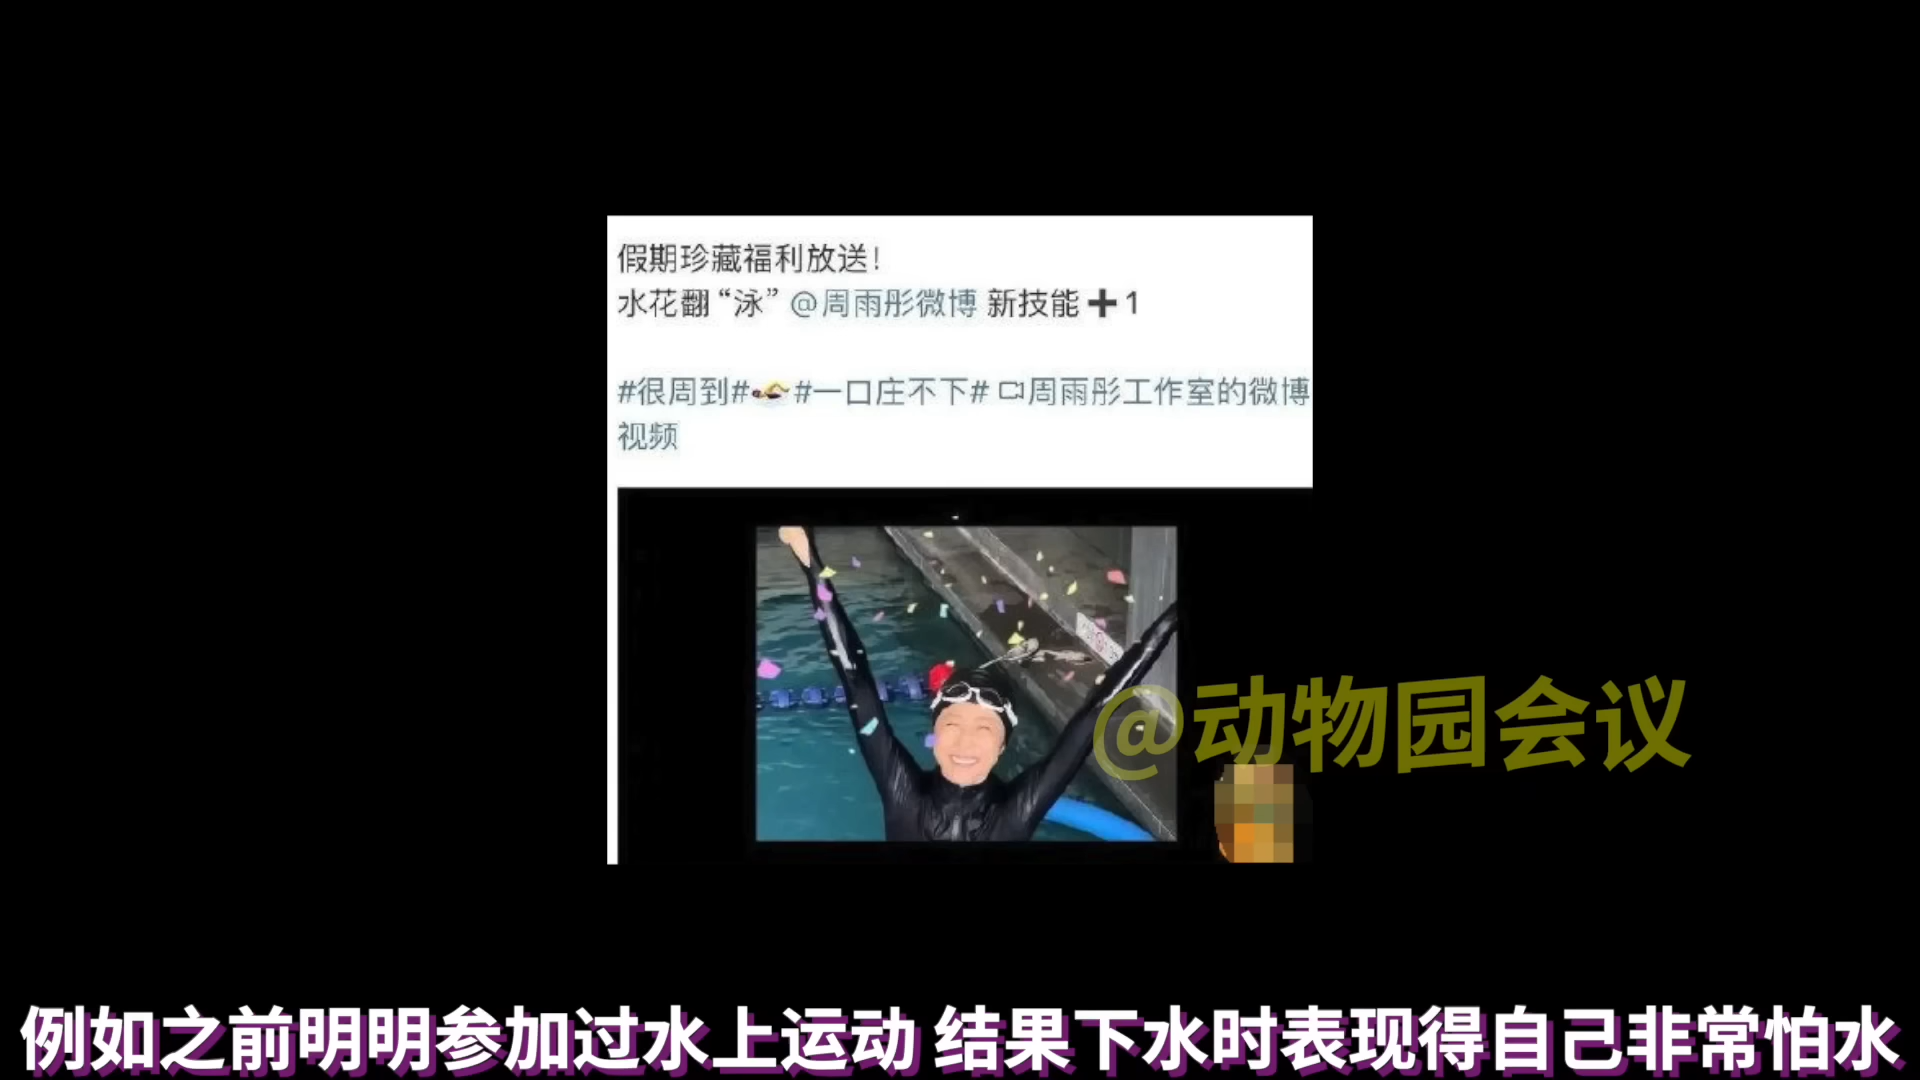 假期珍藏福利放送！
水花翻“泳”@周雨彤微博 新技能➕1
#很周到#🏊#一口庄不下# 周雨彤工作室的微博
视频
@动物园会议
例如之前明明参加过水上运动 结果下水时表现得自己非常怕水